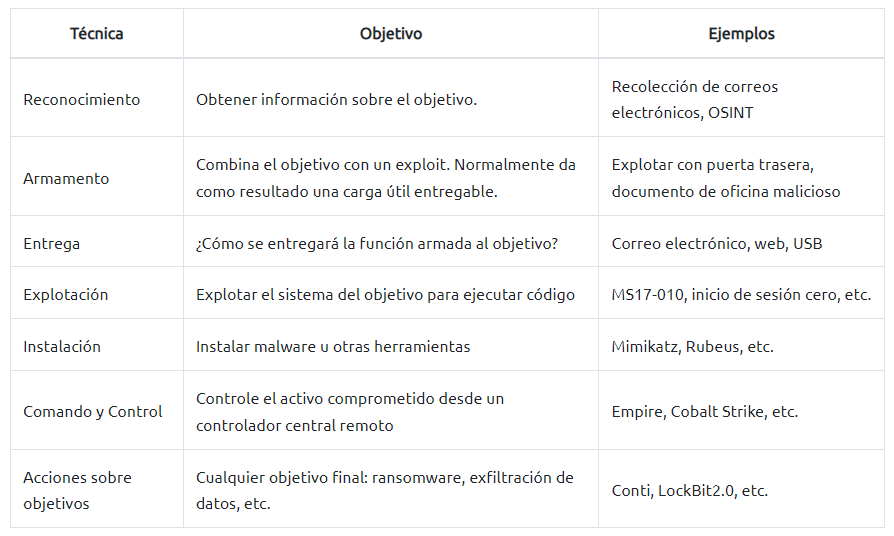 Técnica Objetivo Ejemplos
Reconocimiento Obtener información sobre el objetivo. Recolección de correos
electrónicos, OSINT
Armamento Combina el objetivo con un exploit. Normalmente da
como resultado una carga útil entregable. Explotar con puerta trasera,
documento de oficina malicioso
Entrega ¿Cómo se entregará la función armada al objetivo? Correo electrónico, web, USB
Explotación Explotar el sistema del objetivo para ejecutar código MS17-010, inicio de sesión cero, etc.
Instalación Instalar malware u otras herramientas Mimikatz, Rubeus, etc.
Comando y Control Controle el activo comprometido desde un
controlador central remoto Empire, Cobalt Strike, etc.
Acciones sobre
objetivos Cualquier objetivo final: ransomware, exfiltración de
datos, etc. Conti, LockBit2.0, etc.